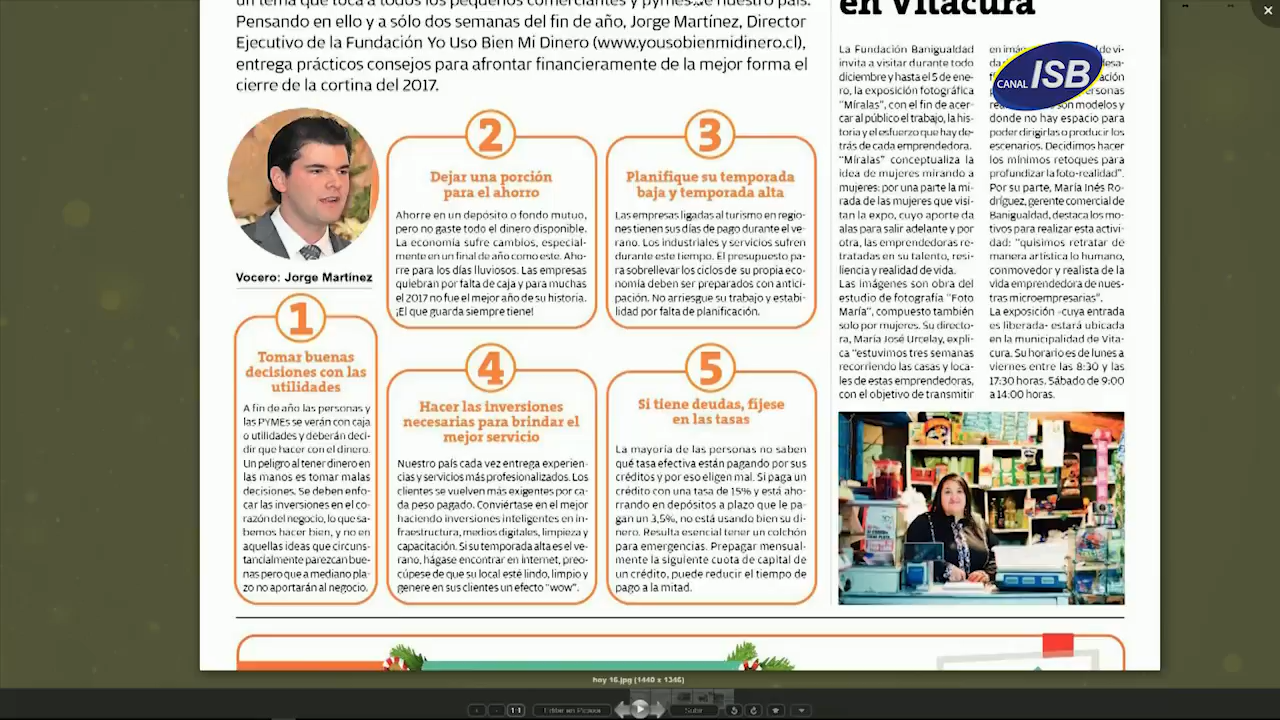 un tema que toca a todos los pequeños comerciantes y pymes de nuestro país.
Pensando en ello y a sólo dos semanas del fin de año, Jorge Martínez, Director
Ejecutivo de la Fundación Yo Uso Bien Mi Dinero (www.yousobienmidinero.cl),
entrega prácticos consejos para afrontar financieramente de la mejor forma el
cierre de la cortina del 2017.
Vocero: Jorge Martínez
1
Tomar buenas
decisiones con las
utilidades
A fin de año las personas y
las PYMEs se verán con caja
o utilidades y deberán deci-
dir que hacer con el dinero.
Un peligro al tener dinero en
las manos es tomar malas
decisiones. Se deben enfo-
car las inversiones en el co-
razón del negocio, lo que sa-
bemos hacer bien, y no en
aquellas ideas que circuns-
tancialmente parezcan bue-
nas pero que a mediano pla-
zo no aportarán al negocio.
2
Dejar una porción
para el ahorro
Ahorre en un depósito o fondo mutuo,
pero no gaste todo el dinero disponible.
La economía sufre cambios, especial-
mente en un final de año como este. Aho-
rre para los días lluviosos. Las empresas
quiebran por falta de caja y para muchas
el 2017 no fue el mejor año de su historia.
¡El que guarda siempre tiene!
3
Planifique su temporada
baja y temporada alta
Las empresas ligadas al turismo en regio-
nes tienen sus días de pago durante el ve-
rano. Los industriales y servicios sufren
durante este tiempo. El presupuesto pa-
ra sobrellevar los ciclos de su propia eco-
nomía deben ser preparados con antici-
pación. No arriesgue su trabajo y estabi-
lidad por falta de planificación.
4
Hacer las inversiones
necesarias para brindar el
mejor servicio
Nuestro país cada vez entrega experien-
cias y servicios más profesionalizados. Los
clientes se vuelven más exigentes por ca-
da peso pagado. Conviértase en el mejor
haciendo inversiones inteligentes en in-
fraestructura, medios digitales, limpieza y
capacitación. Si su temporada alta es el ve-
rano, hágase encontrar en internet, preo-
cúpese de que su local esté lindo, limpio y
genere en sus clientes un efecto "wow".
5
Si tiene deudas, fíjese
en las tasas
La mayoría de las personas no saben
qué tasa efectiva están pagando por sus
créditos y por eso eligen mal. Si paga un
crédito con una tasa de 15% y está aho-
rrando en depósitos a plazo que le pa-
gan un 3,5%, no está usando bien su di-
nero. Resulta esencial tener un colchón
para emergencias. Prepagar mensual-
mente la siguiente cuota de capital de
un crédito, puede reducir el tiempo de
pago a la mitad.
en Vitacura
La Fundación Banigualdad
invita a visitar durante todo
diciembre y hasta el 5 de ene-
ro, la exposición fotográfica
"Míralas", con el fin de acer-
car al público el trabajo, la his-
toria y el esfuerzo que hay de-
trás de cada emprendedora.
"Míralas" conceptualiza la
idea de mujeres mirando a
mujeres: por una parte la mi-
rada de las mujeres que visi-
tan la expo, cuyo aporte da
alas para salir adelante y por
otra, las emprendedoras re-
tratadas en su talento, resi-
liencia y realidad de vida.
Las imágenes son obra del
estudio de fotografía "Foto
María", compuesto también
solo por mujeres. Su directo-
ra, María José Urcelay, expli-
ca "estuvimos tres semanas
recorriendo las casas y loca-
les de estas emprendedoras,
con el objetivo de transmitir
en de vi-
son modelos y
donde no hay espacio para
poder dirigirlas o producir los
escenarios. Decidimos hacer
los mínimos retoques para
profundizar la foto-realidad".
Por su parte, María Inés Ro-
dríguez, gerente comercial de
Banigualdad, destaca los mo-
tivos para realizar esta activi-
dad: "quisimos retratar de
manera artística lo humano,
conmovedor y realista de la
vida emprendedora de nues-
tras microempresarias".
La exposición -cuya entrada
es liberada- estará ubicada
en la municipalidad de Vita-
cura. Su horario es de lunes a
viernes entre las 8:30 y las
17:30 horas. Sábado de 9:00
a 14:00 horas.
CANAL ISB
hoy 16.jpg (1440 x 1346)
1:1
Editar en Picasa
Subir